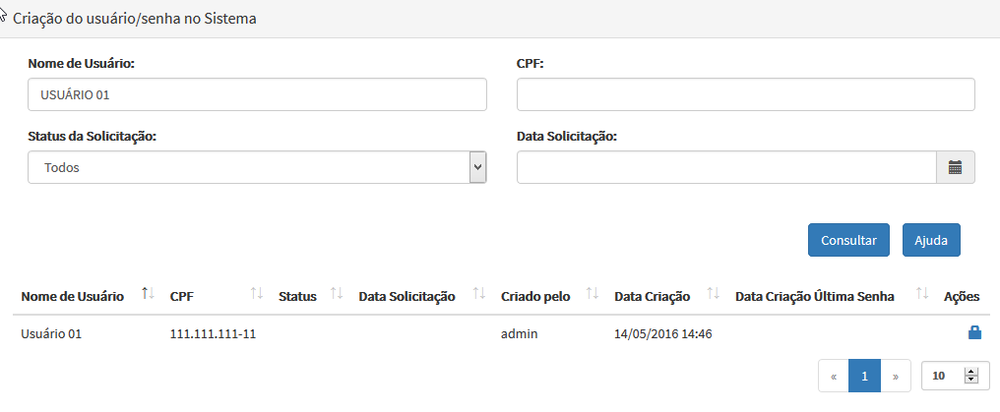 Criação do usuário/senha no Sistema
Nome de Usuário: CPF:
USUÁRIO 01
Status da Solicitação: Data Solicitação:
Todos
Consultar Ajuda
Nome de Usuário CPF Status Data Solicitação Criado pelo Data Criação Data Criação Última Senha Ações
Usuário 01 111.111.111-11 admin 14/05/2016 14:46
« 1 » 10